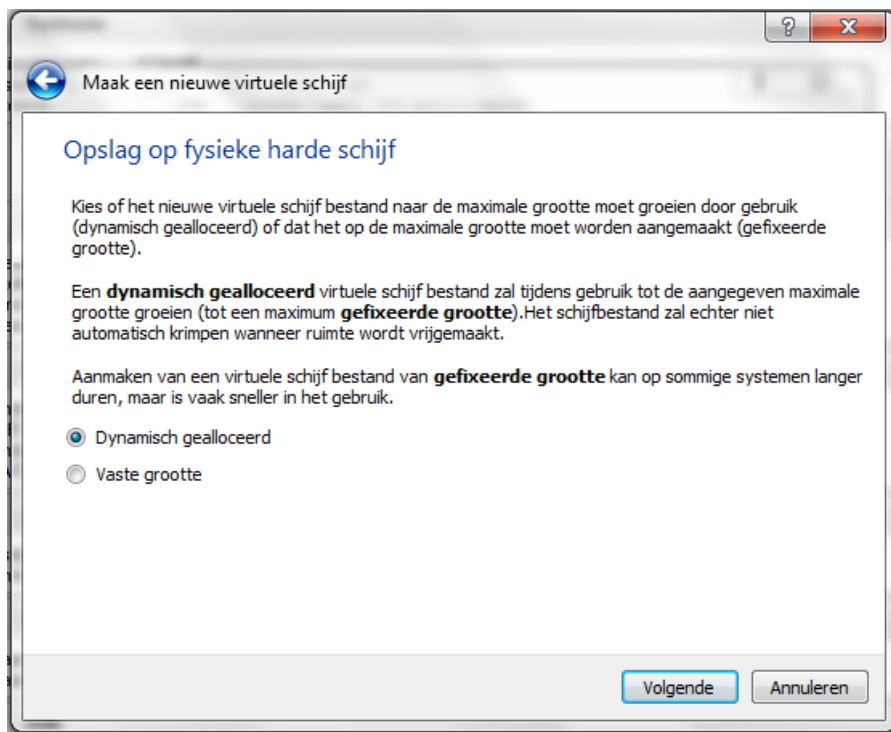 Maak een nieuwe virtuele schijf
Opslag op fysieke harde schijf
Kies of het nieuwe virtuele schijf bestand naar de maximale grootte moet groeien door gebruik
(dynamisch gealloceerd) of dat het op de maximale grootte moet worden aangemaakt (gefixeerde
grootte).
Een dynamisch gealloceerd virtuele schijf bestand zal tijdens gebruik tot de aangegeven maximale
grootte groeien (tot een maximum gefixeerde grootte).Het schijfbestand zal echter niet
automatisch krimpen wanneer ruimte wordt vrijgemaakt.
Aanmaken van een virtuele schijf bestand van gefixeerde grootte kan op sommige systemen langer
duren, maar is vaak sneller in het gebruik.
Dynamisch gealloceerd
Vaste grootte
Volgende Annuleren